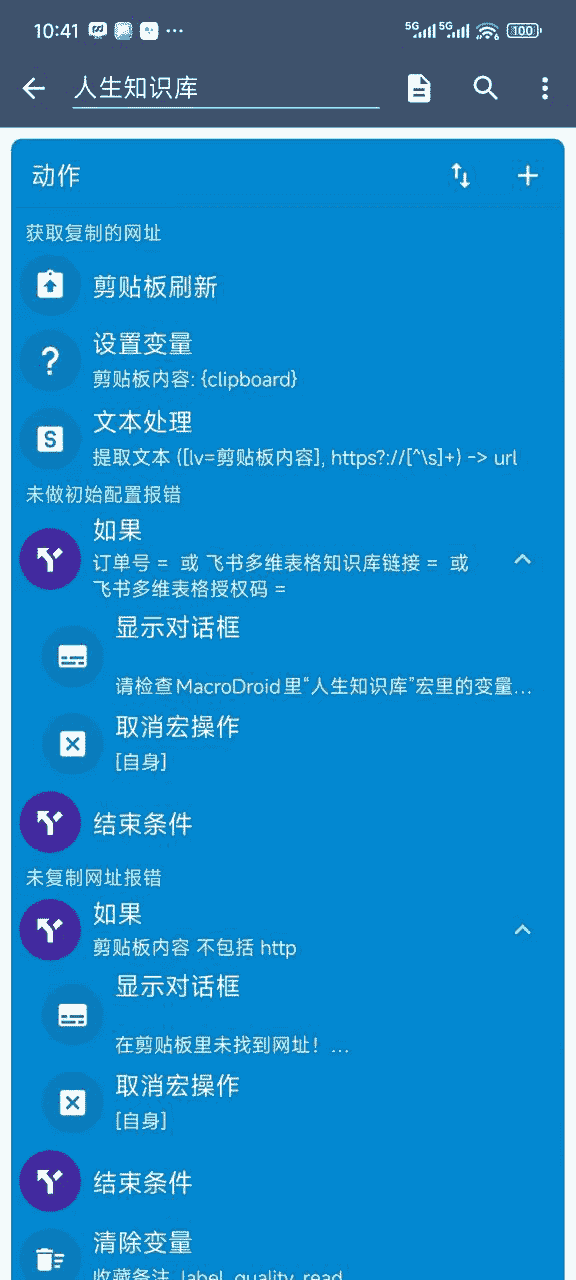 10:41
5G 5G 100
人生知识库
动作
获取复制的网址
剪贴板刷新
设置变量
剪贴板内容: {clipboard}
文本处理
提取文本 ([lv=剪贴板内容], https?://[^\s]+) -> url
未做初始配置报错
如果
订单号 = 或 飞书多维表格知识库链接 = 或
飞书多维表格授权码 =
显示对话框
请检查MacroDroid里“人生知识库”宏里的变量...
取消宏操作
[自身]
结束条件
未复制网址报错
如果
剪贴板内容 不包括 http
显示对话框
在剪贴板里未找到网址！...
取消宏操作
[自身]
结束条件
清除变量
收藏备注, label, quality, read